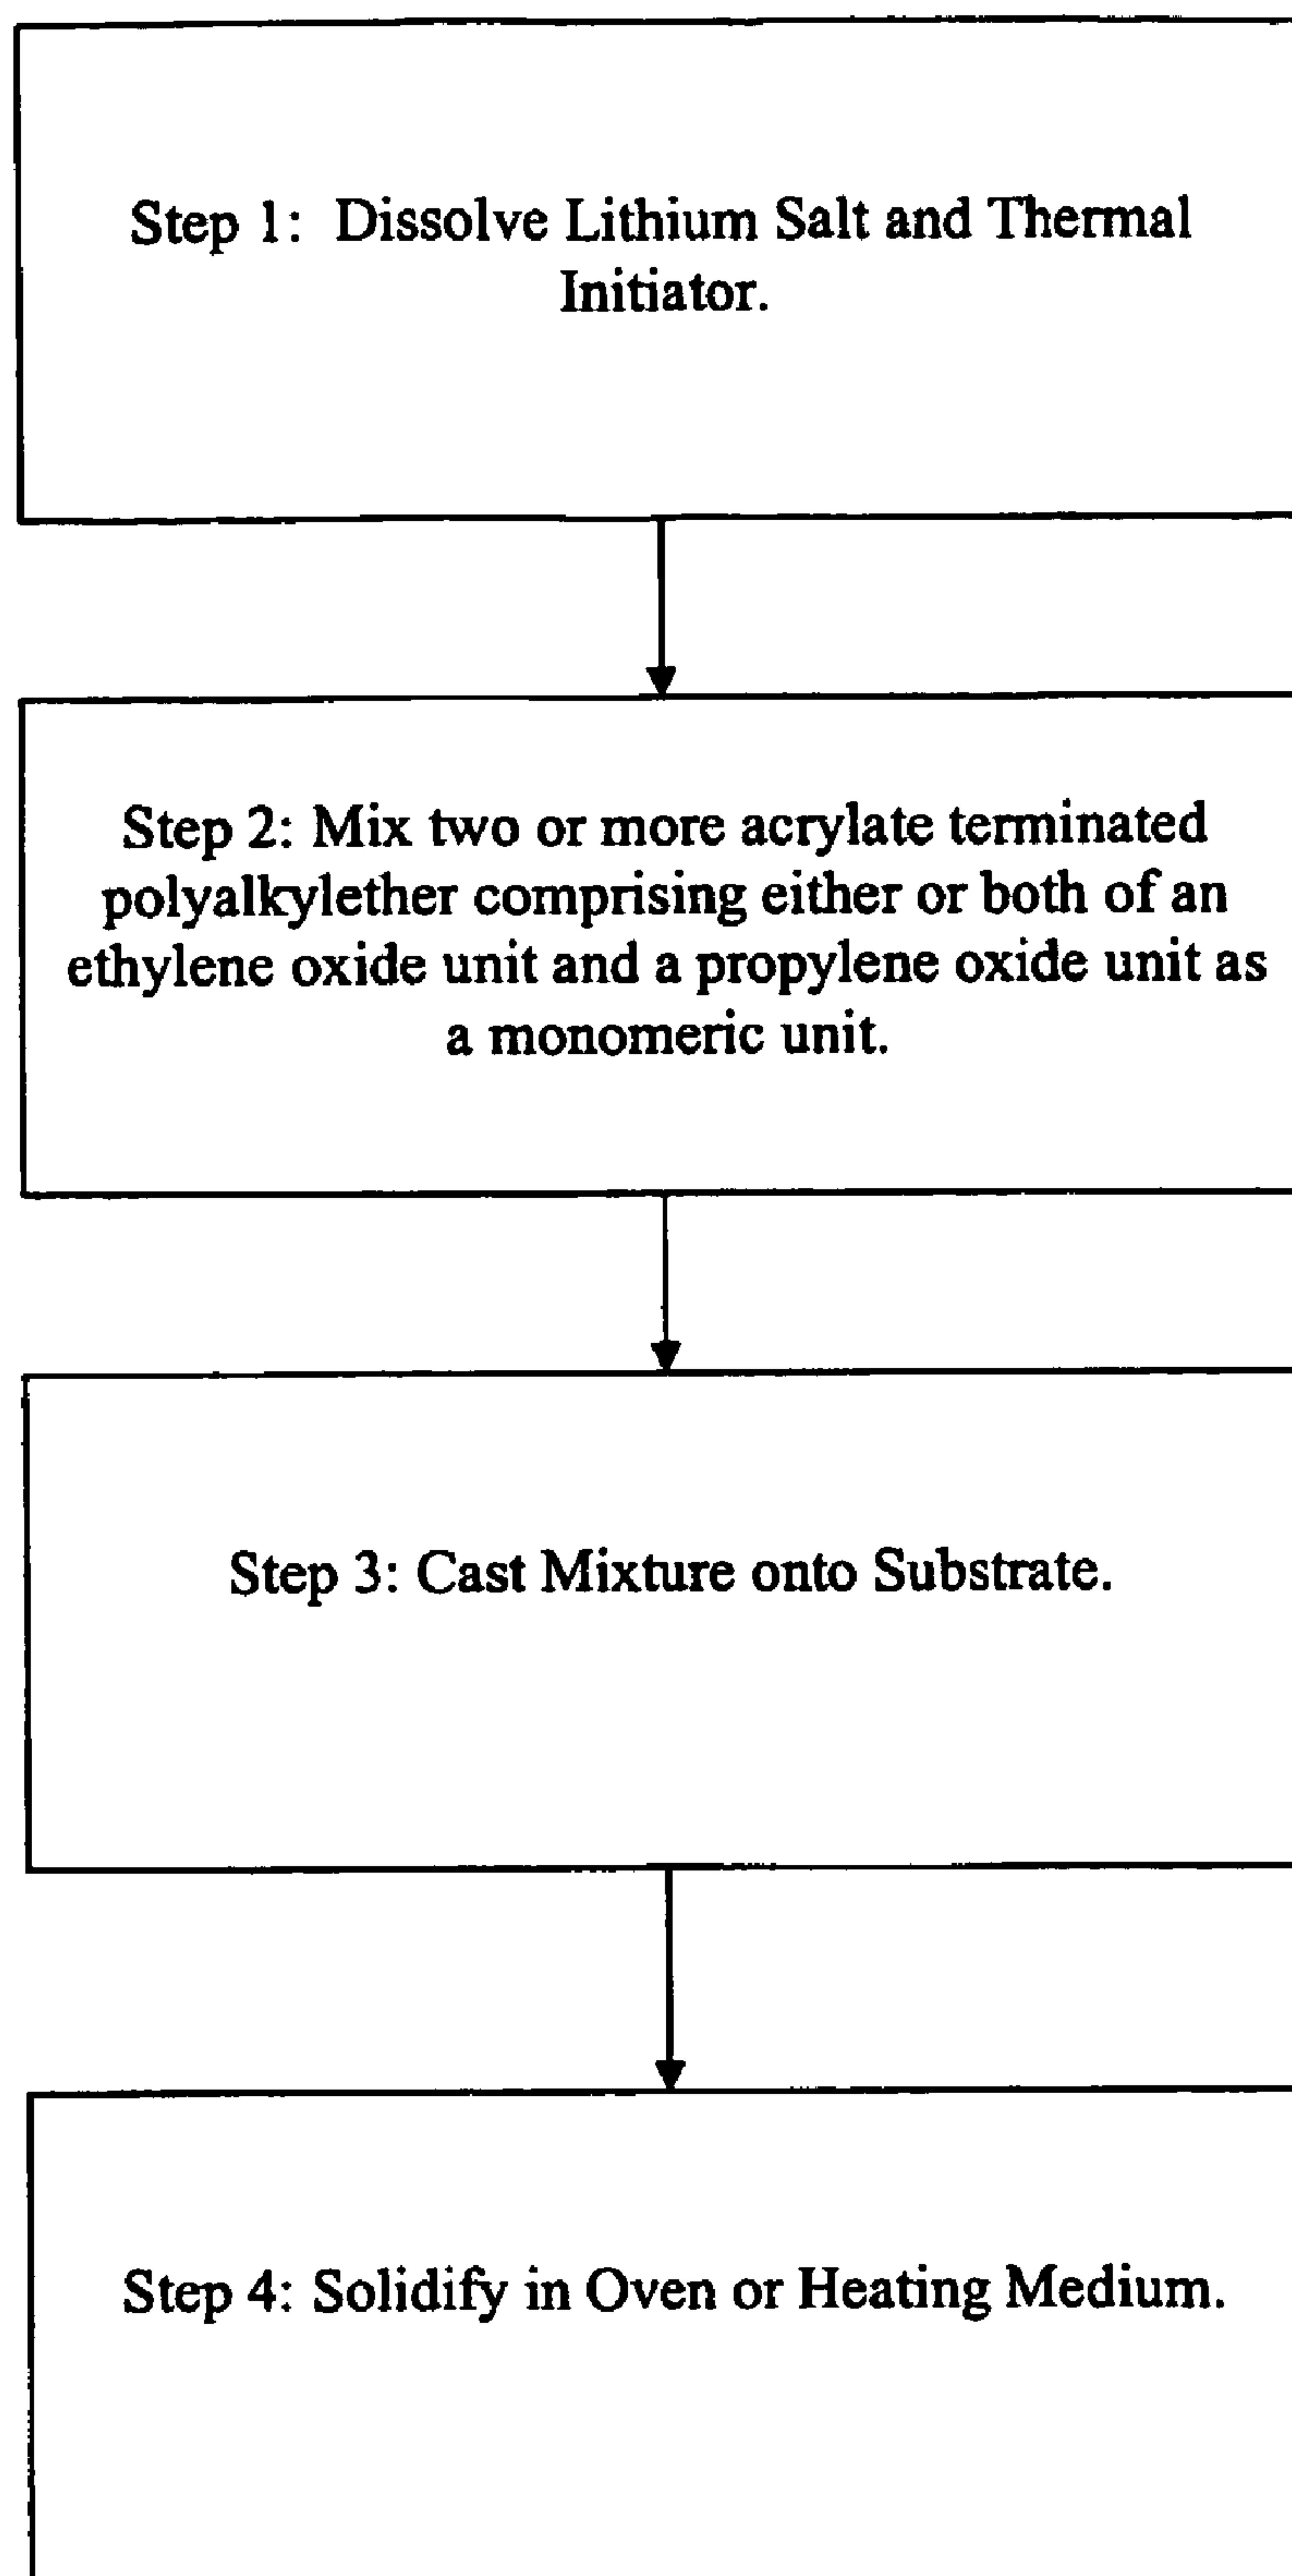 Step 1: Dissolve Lithium Salt and Thermal
Initiator.
Step 2: Mix two or more acrylate terminated
polyalkylether comprising either or both of an
ethylene oxide unit and a propylene oxide unit as
a monomeric unit.
Step 3: Cast Mixture onto Substrate.
Step 4: Solidify in Oven or Heating Medium.